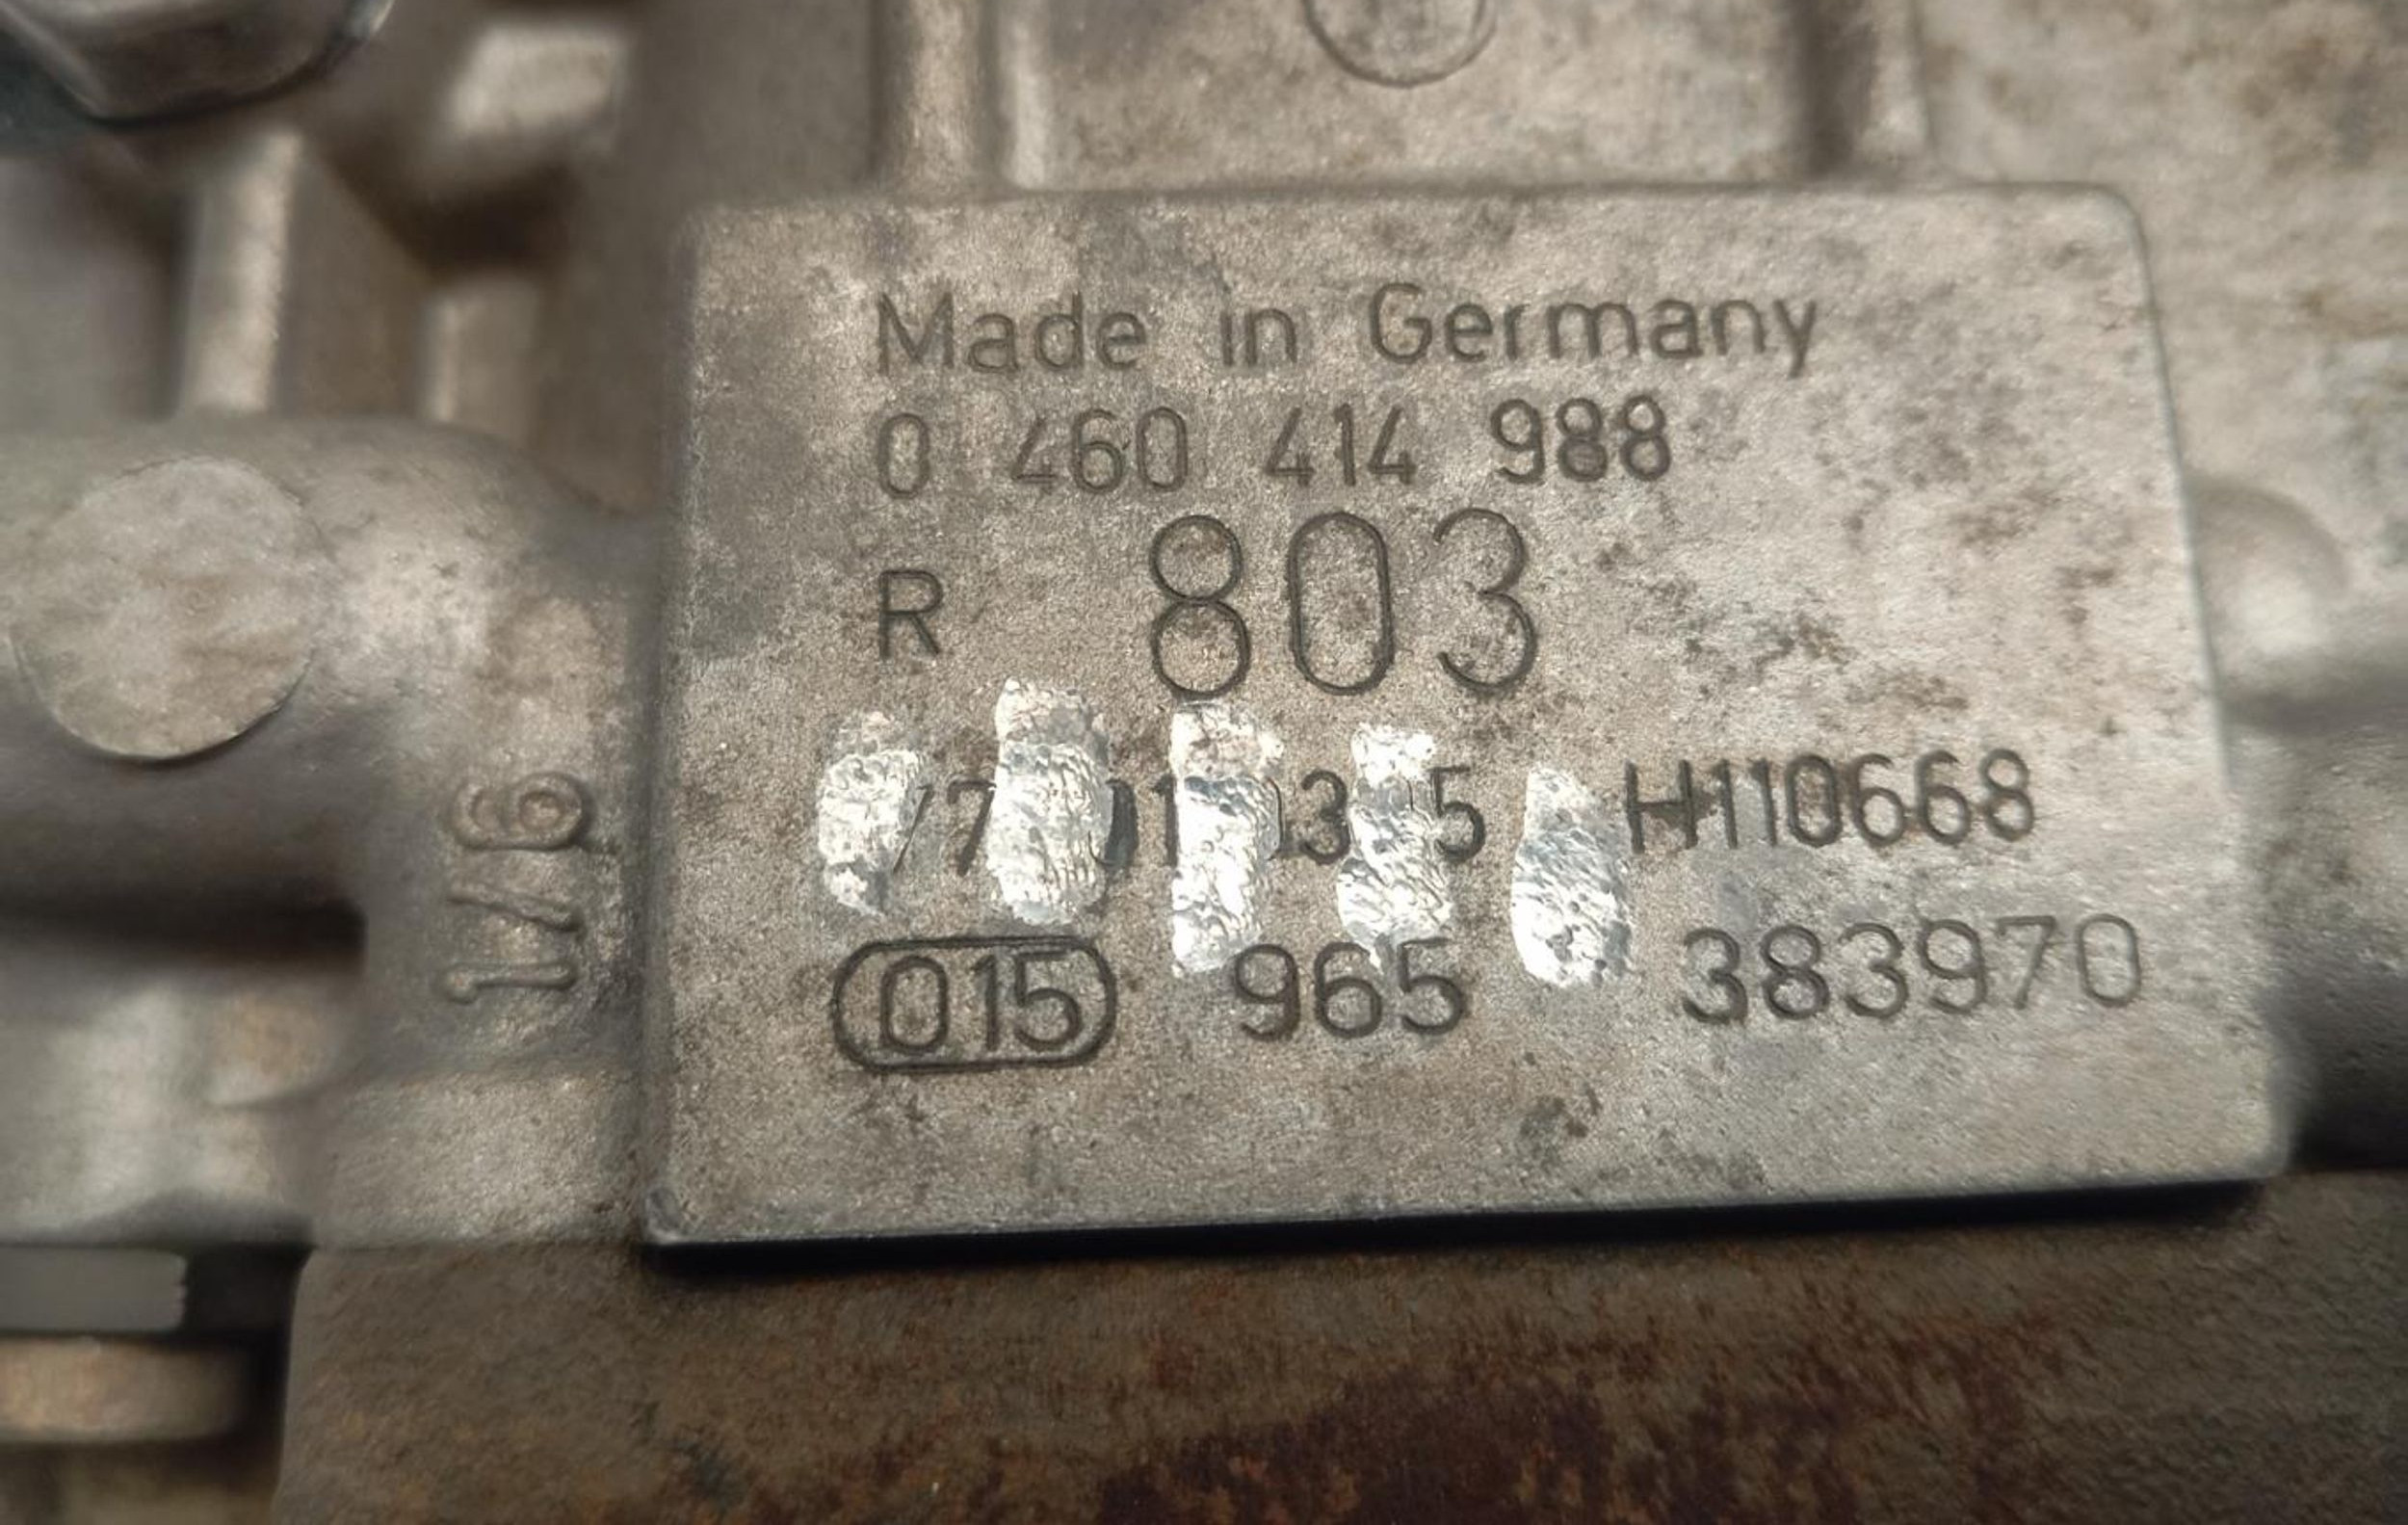 Made in Germany
0 460 414 988
R 803
H110668
015 965 383970
1/6